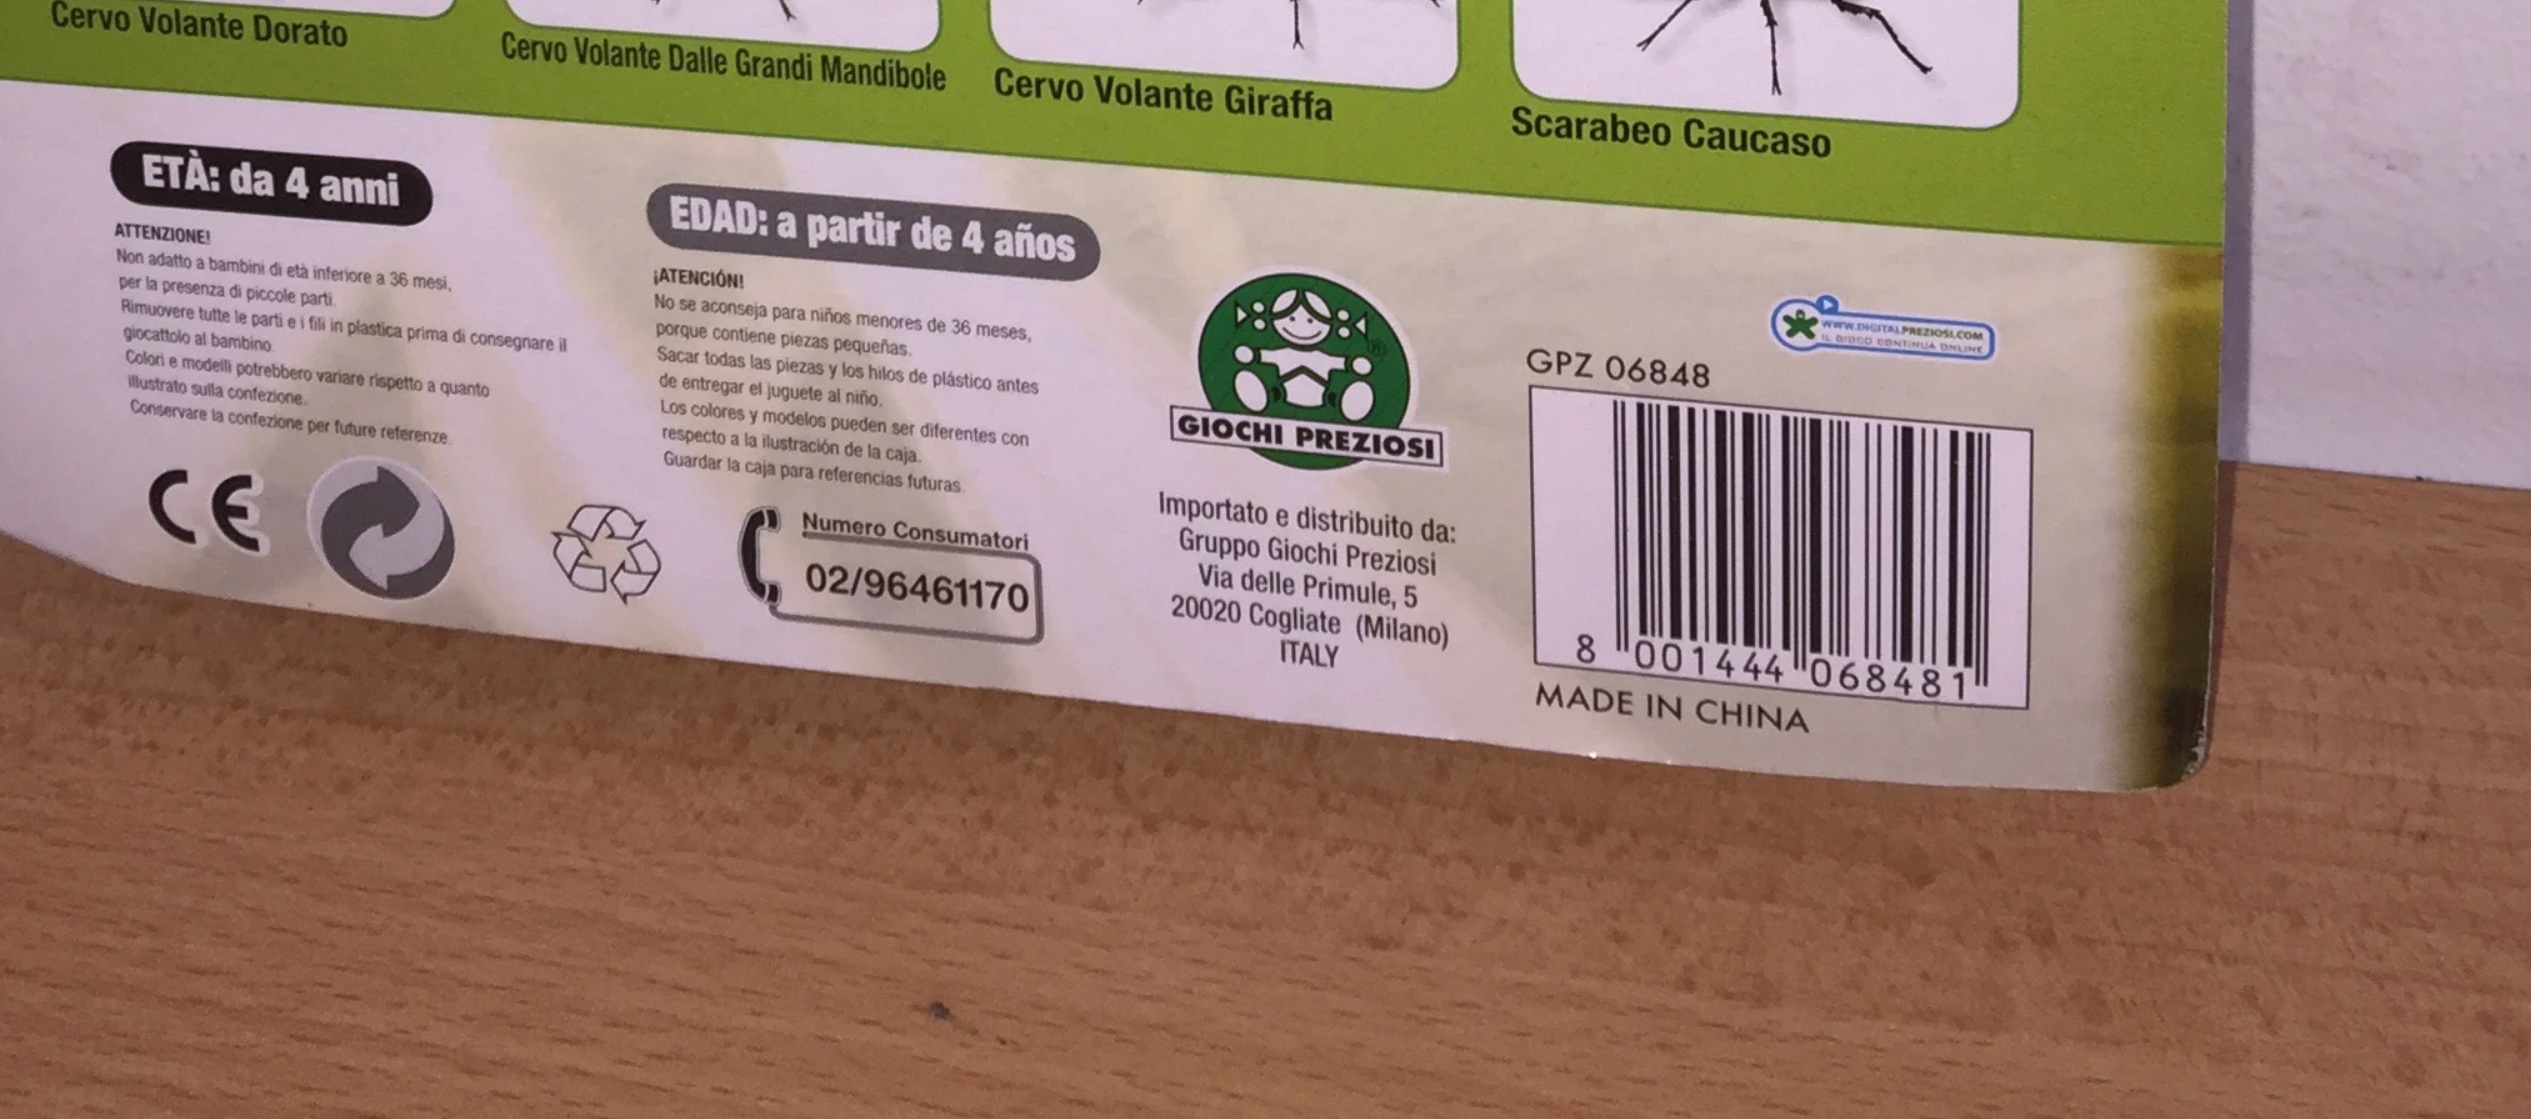 Cervo Volante Dorato
Cervo Volante Dalle Grandi Mandibole
Cervo Volante Giraffa
Scarabeo Caucaso
ETÀ: da 4 anni
ATTENZIONE!
Non adatto a bambini di età inferiore a 36 mesi,
per la presenza di piccole parti.
Rimuovere tutte le parti e i fili in plastica prima di consegnare il
giocattolo al bambino.
Colori e modelli potrebbero variare rispetto a quanto
illustrato sulla confezione.
Conservare la confezione per future referenze.
CE
EDAD: a partir de 4 años
¡ATENCIÓN!
No se aconseja para niños menores de 36 meses,
porque contiene piezas pequeñas.
Sacar todas las piezas y los hilos de plástico antes
de entregar el juguete al niño.
Los colores y modelos pueden ser diferentes con
respecto a la ilustración de la caja.
Guardar la caja para referencias futuras.
Numero Consumatori
02/96461170
®
GIOCHI PREZIOSI
Importato e distribuito da:
Gruppo Giochi Preziosi
Via delle Primule, 5
20020 Cogliate (Milano)
ITALY
WWW.DIGITALPREZIOSI.COM
IL GIOCO CONTINUA ONLINE
GPZ 06848
8 001444 068481
MADE IN CHINA